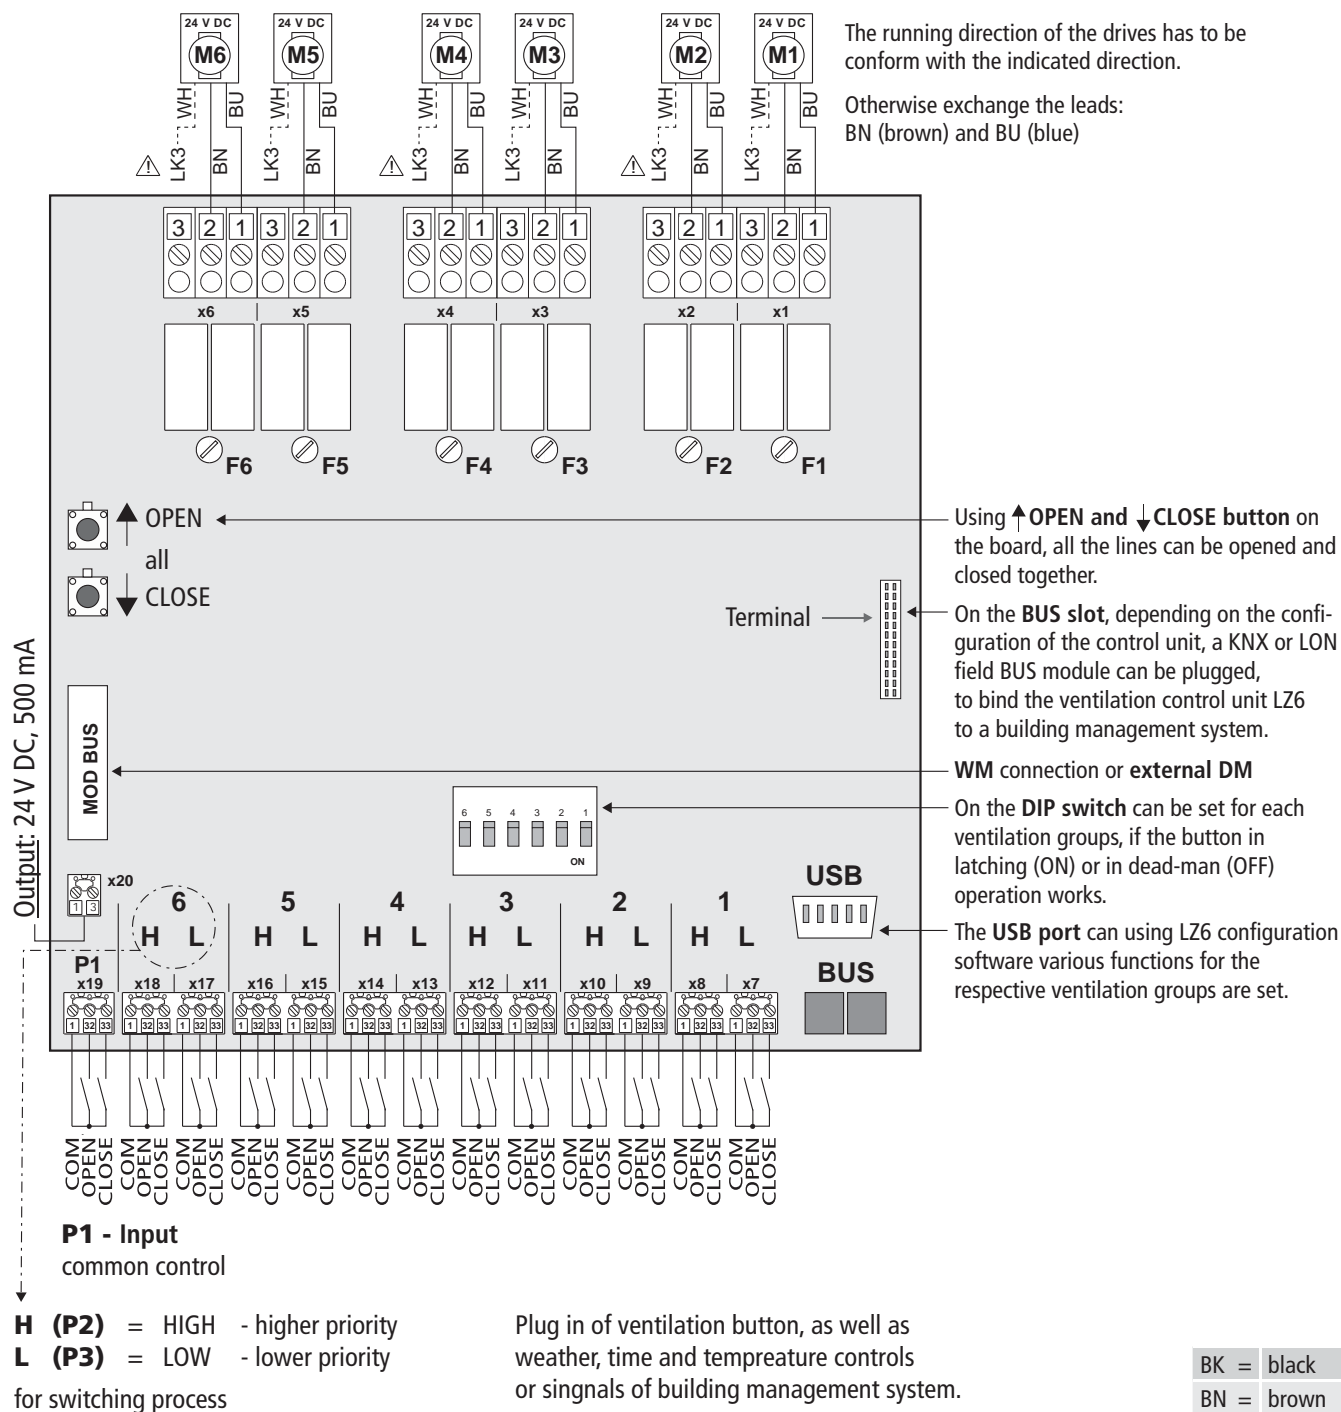 24 V DC 24 V DC 24 V DC 24 V DC 24 V DC 24 V DC
M6 M5 M4 M3 M2 M1
WH BU WH BU WH BU WH BU WH BU WH BU
LK3 BN LK3 BN LK3 BN LK3 BN LK3 BN LK3 BN
The running direction of the drives has to be
conform with the indicated direction.
Otherwise exchange the leads:
BN (brown) and BU (blue)
3 2 1 3 2 1 3 2 1 3 2 1 3 2 1 3 2 1
x6 x5 x4 x3 x2 x1
F6 F5 F4 F3 F2 F1
OPEN
all
CLOSE
Using ↑OPEN and ↓CLOSE button on
the board, all the lines can be opened and
closed together.
Terminal
On the BUS slot, depending on the confi-
guration of the control unit, a KNX or LON
field BUS module can be plugged,
to bind the ventilation control unit LZ6
to a building management system.
Output: 24 V DC, 500 mA
MOD BUS
WM connection or external DM
6 5 4 3 2 1
ON
On the DIP switch can be set for each
ventilation groups, if the button in
latching (ON) or in dead-man (OFF)
operation works.
x20
1 3
USB
The USB port can using LZ6 configuration
software various functions for the
respective ventilation groups are set.
6 5 4 3 2 1
H L H L H L H L H L H L
P1
BUS
x19 x18 x17 x16 x15 x14 x13 x12 x11 x10 x9 x8 x7
1 32 33 1 32 33 1 32 33 1 32 33 1 32 33 1 32 33 1 32 33 1 32 33 1 32 33 1 32 33 1 32 33 1 32 33 1 32 33
COM OPEN CLOSE COM OPEN CLOSE COM OPEN CLOSE COM OPEN CLOSE COM OPEN CLOSE COM OPEN CLOSE COM OPEN CLOSE COM OPEN CLOSE COM OPEN CLOSE COM OPEN CLOSE COM OPEN CLOSE COM OPEN CLOSE COM OPEN CLOSE
P1 - Input
common control
H (P2) = HIGH - higher priority
L (P3) = LOW - lower priority
for switching process
Plug in of ventilation button, as well as
weather, time and tempreature controls
or singnals of building management system.
BK = black
BN = brown